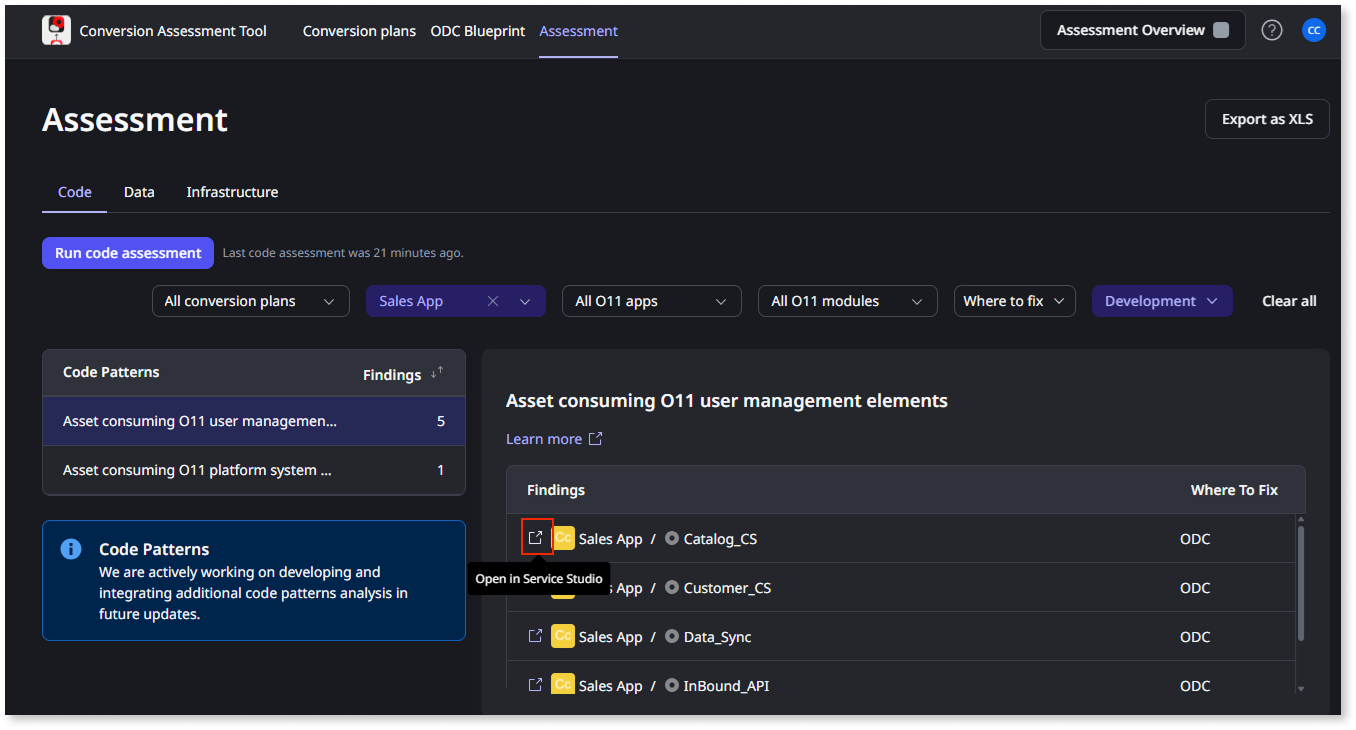 Conversion Assessment Tool
Conversion plans
ODC Blueprint
Assessment
Assessment Overview
?
CC
Assessment
Export as XLS
Code
Data
Infrastructure
Run code assessment
Last code assessment was 21 minutes ago.
All conversion plans
Sales App
All O11 apps
All O11 modules
Where to fix
Development
Clear all
Code Patterns
Findings
Asset consuming O11 user managemen...
5
Asset consuming O11 platform system ...
1
Code Patterns
We are actively working on developing and
integrating additional code patterns analysis in
future updates.
Asset consuming O11 user management elements
Learn more
Findings
Where To Fix
Cc Sales App / Catalog_CS
ODC
Open in Service Studio
App / Customer_CS
ODC
Cc Sales App / Data_Sync
ODC
Cc Sales App / InBound_API
ODC